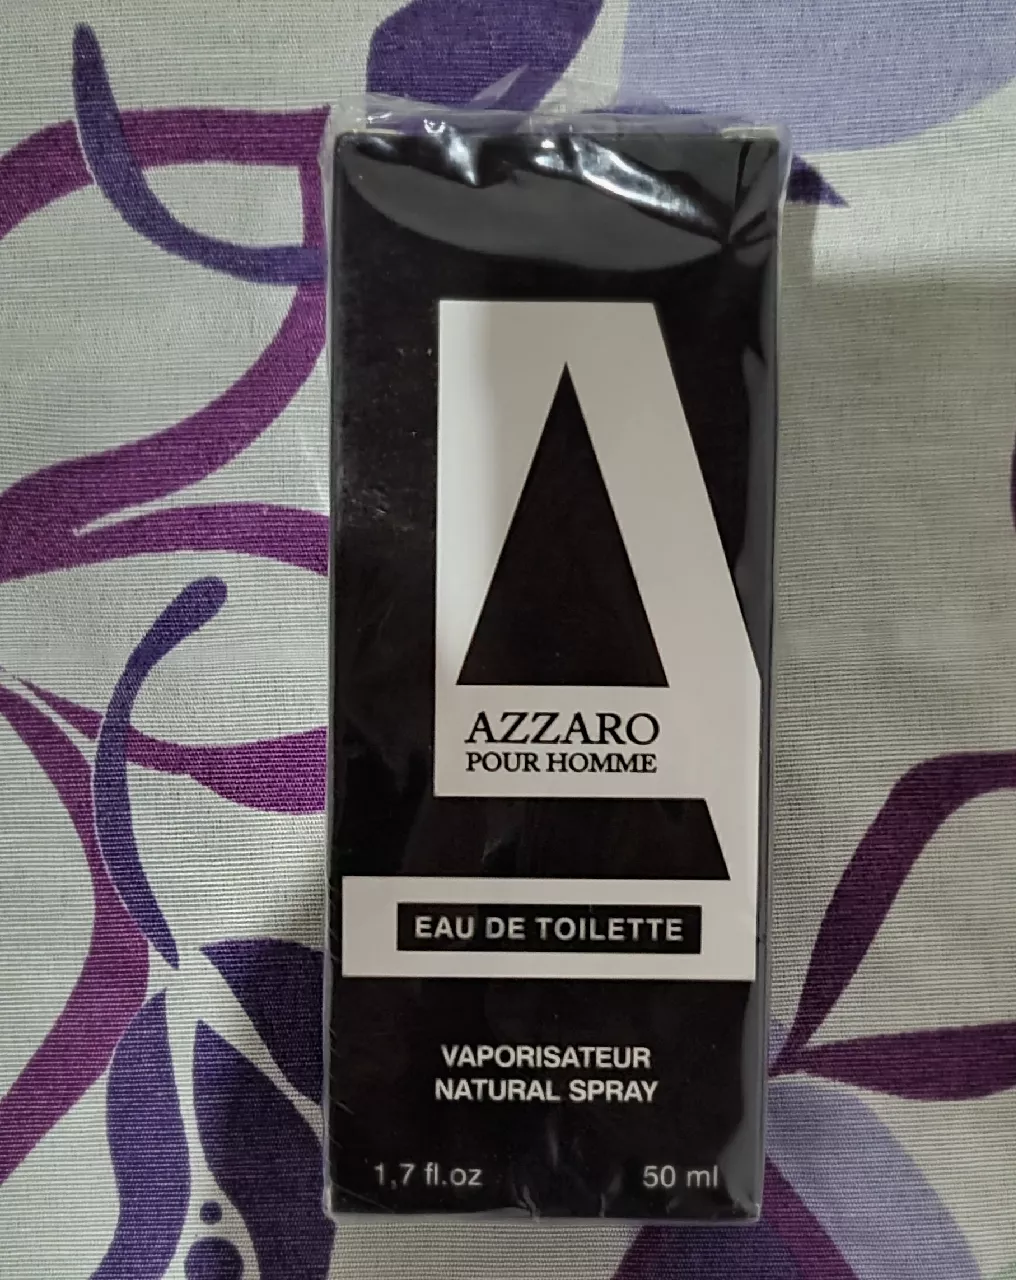 AZZARO
POUR HOMME
EAU DE TOILETTE
VAPORISATEUR
NATURAL SPRAY
1,7 fl.oz 50 ml